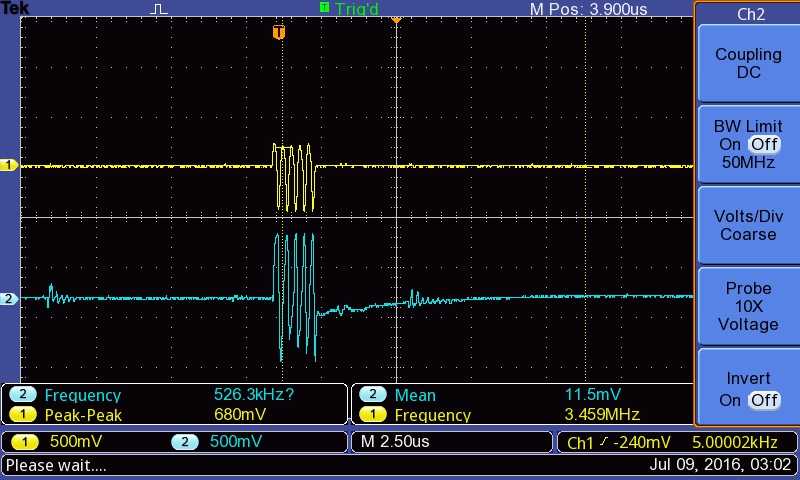 Tek
T Trig'd
M Pos: 3.900us
Ch2
T
Coupling
DC
BW Limit
On Off
50MHz
1
Volts/Div
Coarse
2
Probe
10X
Voltage
Invert
On Off
2 Frequency 526.3kHz?
1 Peak-Peak 680mV
2 Mean 11.5mV
1 Frequency 3.459MHz
1 500mV 2 500mV M 2.50us Ch1 -240mV 5.00002kHz
Please wait.... Jul 09, 2016, 03:02